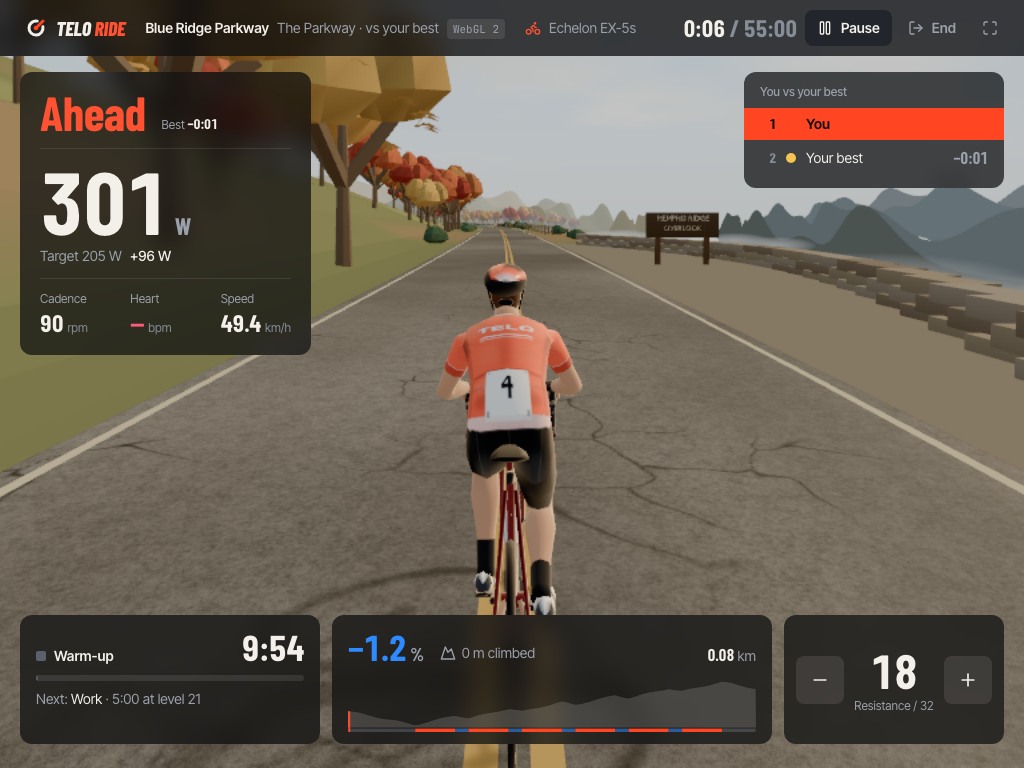 TELO RIDE Blue Ridge Parkway The Parkway · vs your best WebGL 2 Echelon EX-5s 0:06 / 55:00 Pause End
Ahead Best −0:01
301 W
Target 205 W +96 W
Cadence Heart Speed
90 rpm — bpm 49.4 km/h
You vs your best
1 You
2 Your best −0:01
MEMPHIS RIDGE
OVERLOOK
TELO
4
Warm-up 9:54
Next: Work · 5:00 at level 21
−1.2 % 0 m climbed 0.08 km
− 18 +
Resistance / 32